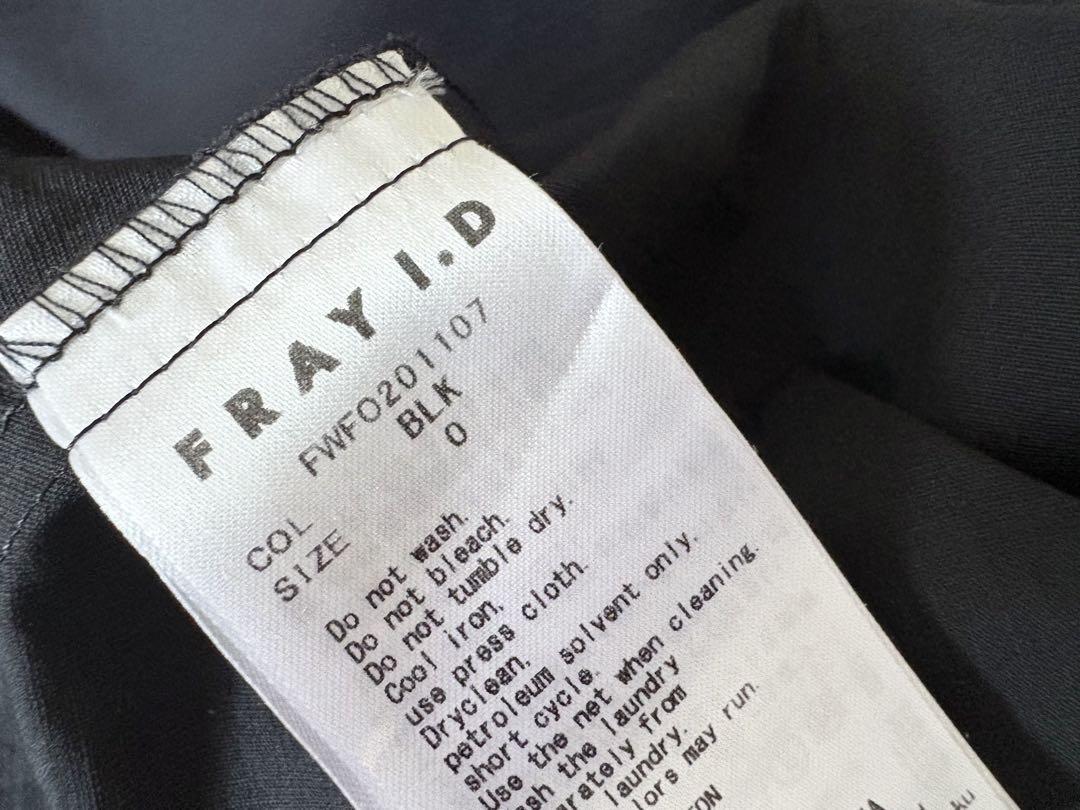 FRAY I.D
FWFO201107
COL BLK
SIZE 0
Do not wash.
Do not bleach.
Do not tumble dry.
Cool iron,
use press cloth.
Dryclean,
petroleum solvent only,
short cycle.
Use the net when cleaning.
the laundry
from
laundry.
may run.